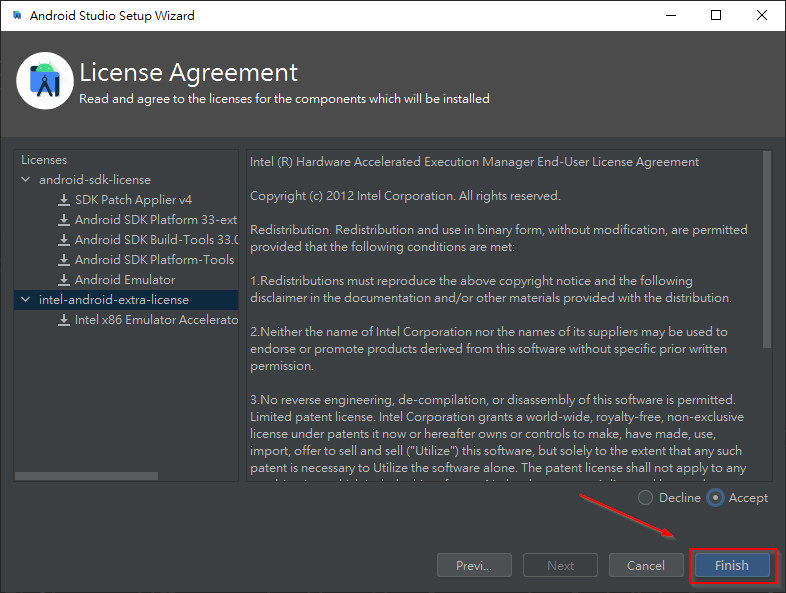 Android Studio Setup Wizard
License Agreement
Read and agree to the licenses for the components which will be installed
Licenses
android-sdk-license
SDK Patch Applier v4
Android SDK Platform 33-ext
Android SDK Build-Tools 33.0
Android SDK Platform-Tools
Android Emulator
intel-android-extra-license
Intel x86 Emulator Accelerato
Intel (R) Hardware Accelerated Execution Manager End-User License Agreement
Copyright (c) 2012 Intel Corporation. All rights reserved.
Redistribution. Redistribution and use in binary form, without modification, are permitted
provided that the following conditions are met:
1.Redistributions must reproduce the above copyright notice and the following
disclaimer in the documentation and/or other materials provided with the distribution.
2.Neither the name of Intel Corporation nor the names of its suppliers may be used to
endorse or promote products derived from this software without specific prior written
permission.
3.No reverse engineering, de-compilation, or disassembly of this software is permitted.
Limited patent license. Intel Corporation grants a world-wide, royalty-free, non-exclusive
license under patents it now or hereafter owns or controls to make, have made, use,
import, offer to sell and sell ("Utilize") this software, but solely to the extent that any such
patent is necessary to Utilize the software alone. The patent license shall not apply to any
Decline
Accept
Previ...
Next
Cancel
Finish